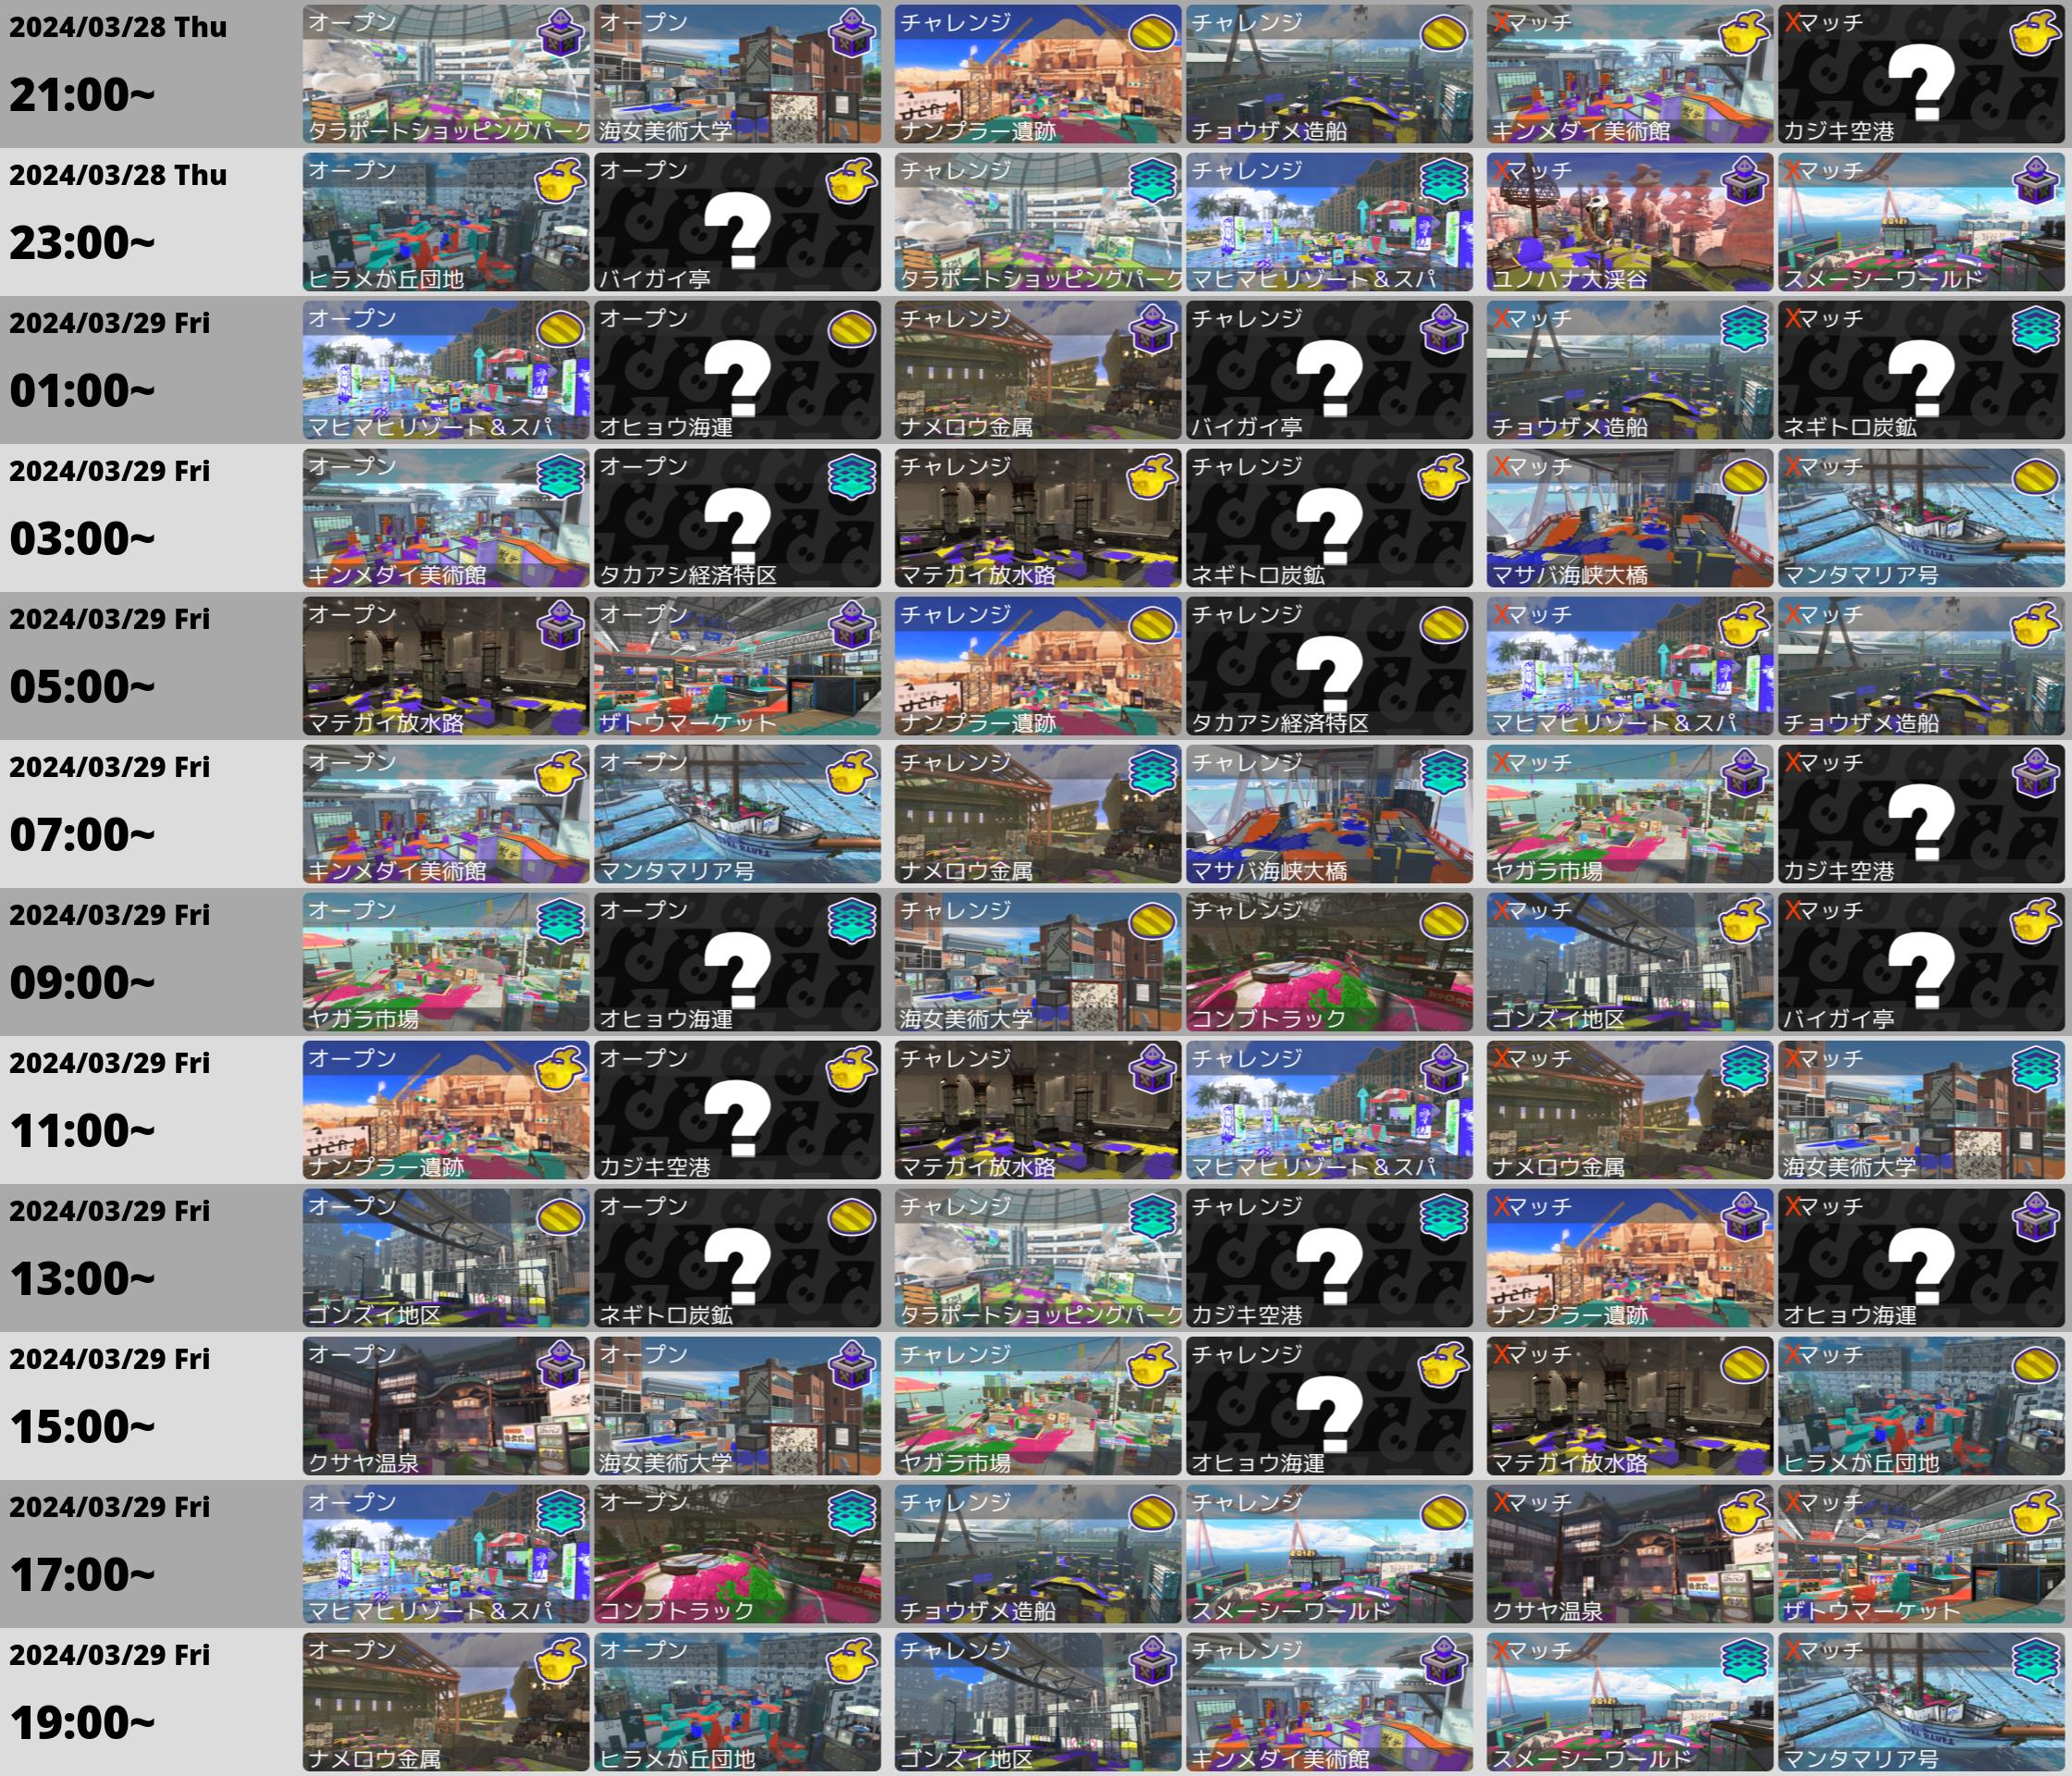 2024/03/28 Thu
21:00~
オープン
タラポートショッピングパーク
オープン
海女美術大学
チャレンジ
ナンプラー遺跡
チャレンジ
チョウザメ造船
Xマッチ
キンメダイ美術館
Xマッチ
カジキ空港
2024/03/28 Thu
23:00~
オープン
ヒラメが丘団地
オープン
バイガイ亭
チャレンジ
タラポートショッピングパーク
チャレンジ
マヒマヒリゾート＆スパ
Xマッチ
ユノハナ大渓谷
Xマッチ
スメーシーワールド
2024/03/29 Fri
01:00~
オープン
マヒマヒリゾート＆スパ
オープン
オヒョウ海運
チャレンジ
ナメロウ金属
チャレンジ
バイガイ亭
Xマッチ
チョウザメ造船
Xマッチ
ネギトロ炭鉱
2024/03/29 Fri
03:00~
オープン
キンメダイ美術館
オープン
タカアシ経済特区
チャレンジ
マテガイ放水路
チャレンジ
ネギトロ炭鉱
Xマッチ
マサバ海峡大橋
Xマッチ
マンタマリア号
2024/03/29 Fri
05:00~
オープン
マテガイ放水路
オープン
ザトウマーケット
チャレンジ
ナンプラー遺跡
チャレンジ
タカアシ経済特区
Xマッチ
マヒマヒリゾート＆スパ
Xマッチ
チョウザメ造船
2024/03/29 Fri
07:00~
オープン
キンメダイ美術館
オープン
マンタマリア号
チャレンジ
ナメロウ金属
チャレンジ
マサバ海峡大橋
Xマッチ
ヤガラ市場
Xマッチ
カジキ空港
2024/03/29 Fri
09:00~
オープン
ヤガラ市場
オープン
オヒョウ海運
チャレンジ
海女美術大学
チャレンジ
コンブトラック
Xマッチ
ゴンズイ地区
Xマッチ
バイガイ亭
2024/03/29 Fri
11:00~
オープン
ナンプラー遺跡
オープン
カジキ空港
チャレンジ
マテガイ放水路
チャレンジ
マヒマヒリゾート＆スパ
Xマッチ
ナメロウ金属
Xマッチ
海女美術大学
2024/03/29 Fri
13:00~
オープン
ゴンズイ地区
オープン
ネギトロ炭鉱
チャレンジ
タラポートショッピングパーク
チャレンジ
カジキ空港
Xマッチ
ナンプラー遺跡
Xマッチ
オヒョウ海運
2024/03/29 Fri
15:00~
オープン
クサヤ温泉
オープン
海女美術大学
チャレンジ
ヤガラ市場
チャレンジ
オヒョウ海運
Xマッチ
マテガイ放水路
Xマッチ
ヒラメが丘団地
2024/03/29 Fri
17:00~
オープン
マヒマヒリゾート＆スパ
オープン
コンブトラック
チャレンジ
チョウザメ造船
チャレンジ
スメーシーワールド
Xマッチ
クサヤ温泉
Xマッチ
ザトウマーケット
2024/03/29 Fri
19:00~
オープン
ナメロウ金属
オープン
ヒラメが丘団地
チャレンジ
ゴンズイ地区
チャレンジ
キンメダイ美術館
Xマッチ
スメーシーワールド
Xマッチ
マンタマリア号